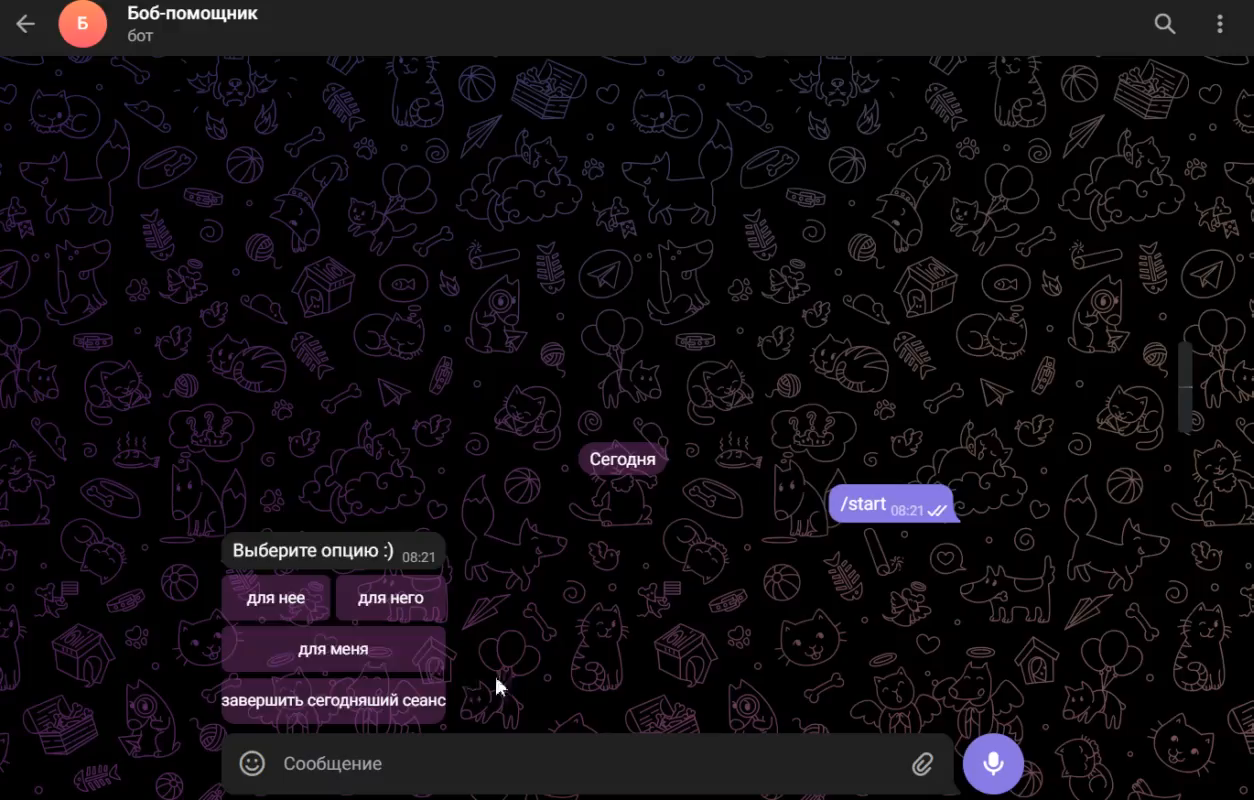 Б
Боб-помощник
бот
Сегодня
/start 08:21
Выберите опцию :) 08:21
для нее
для него
для меня
завершить сегодняший сеанс
Сообщение